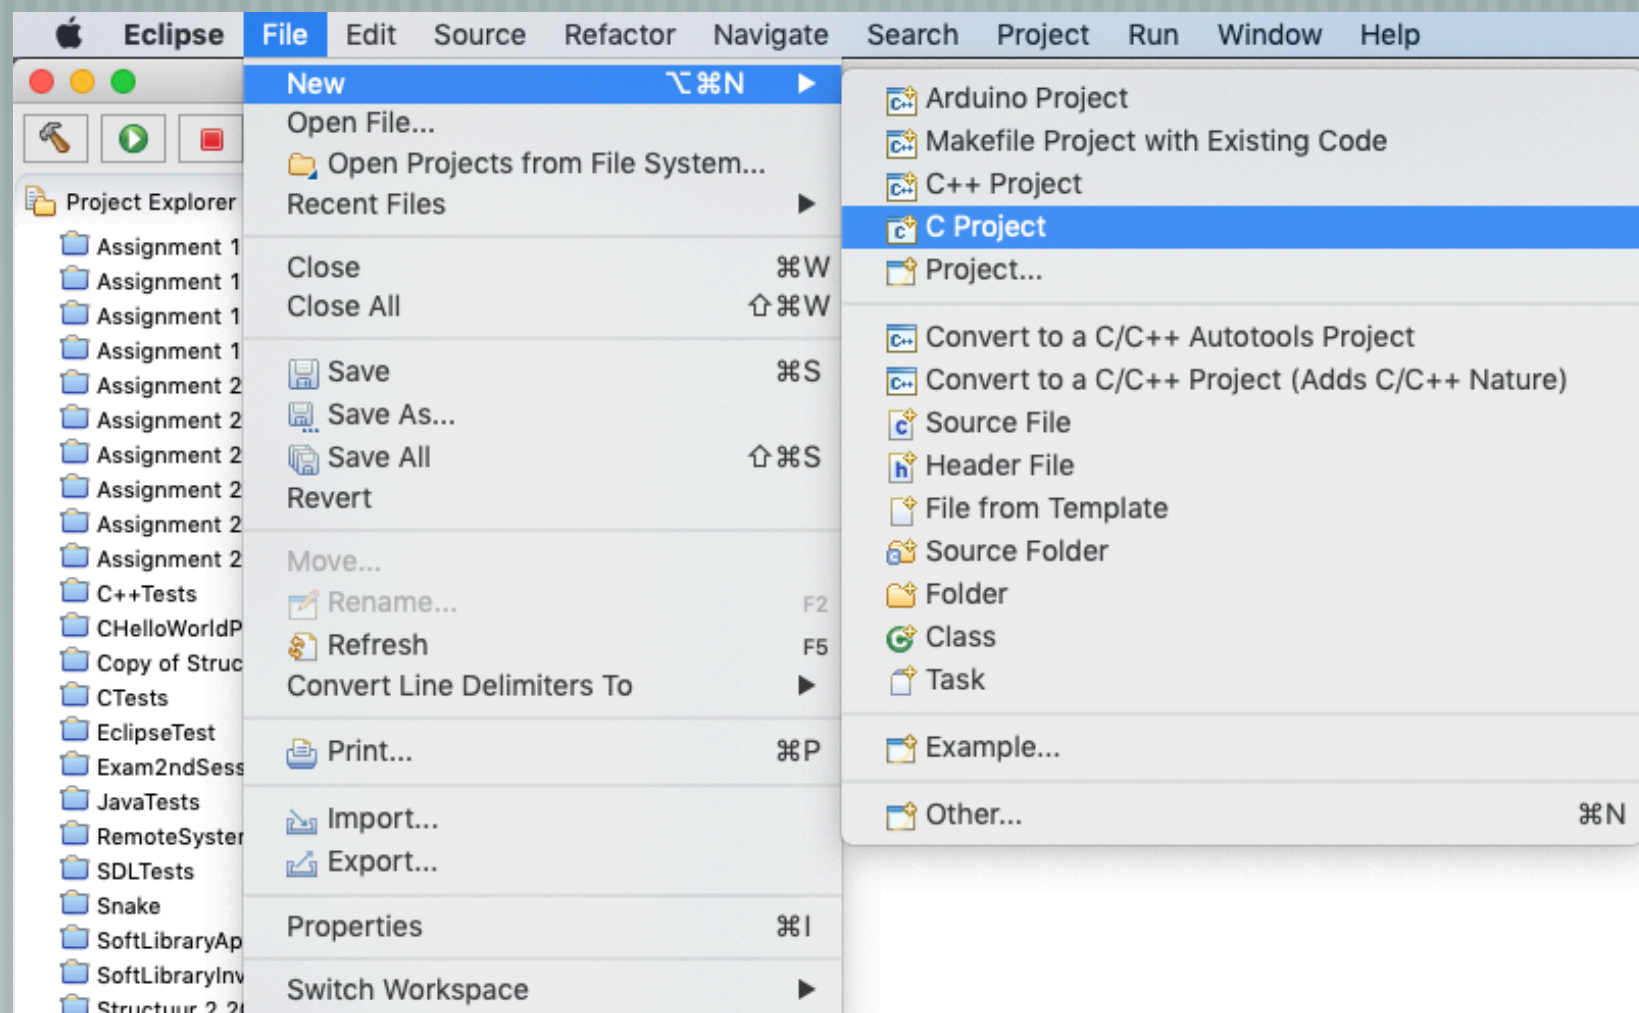 Eclipse File Edit Source Refactor Navigate Search Project Run Window Help
Project Explorer
Assignment 1
Assignment 1
Assignment 1
Assignment 1
Assignment 2
Assignment 2
Assignment 2
Assignment 2
Assignment 2
Assignment 2
C++Tests
CHelloWorldP
Copy of Struc
CTests
EclipseTest
Exam2ndSess
JavaTests
RemoteSyster
SDLTests
Snake
SoftLibraryAp
SoftLibraryInv
Structuur 2 20
New ⌥⌘N ▶
Open File...
Open Projects from File System...
Recent Files ▶
Close ⌘W
Close All ⇧⌘W
Save ⌘S
Save As...
Save All ⇧⌘S
Revert
Move...
Rename... F2
Refresh F5
Convert Line Delimiters To ▶
Print... ⌘P
Import...
Export...
Properties ⌘I
Switch Workspace ▶
Arduino Project
Makefile Project with Existing Code
C++ Project
C Project
Project...
Convert to a C/C++ Autotools Project
Convert to a C/C++ Project (Adds C/C++ Nature)
Source File
Header File
File from Template
Source Folder
Folder
Class
Task
Example...
Other... ⌘N